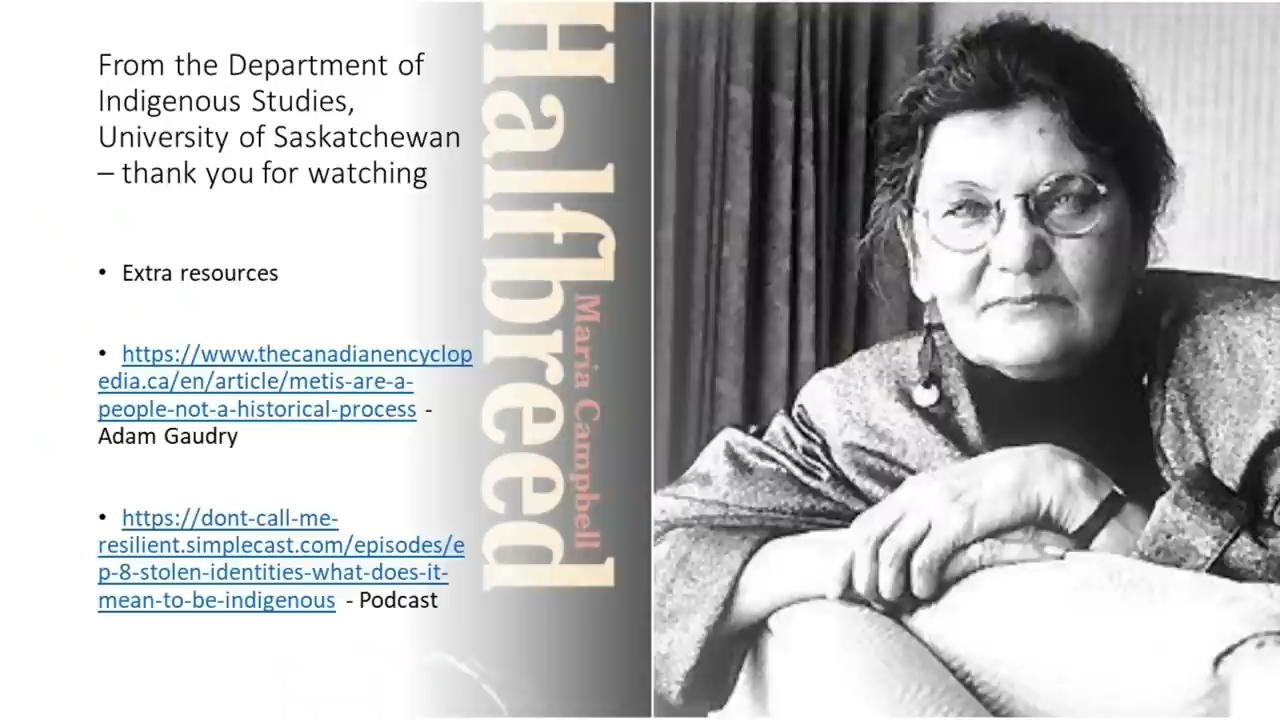 From the Department of
Indigenous Studies,
University of Saskatchewan
– thank you for watching
• Extra resources
• https://www.thecanadianencyclop
edia.ca/en/article/metis-are-a-
people-not-a-historical-process -
Adam Gaudry
• https://dont-call-me-
resilient.simplecast.com/episodes/e
p-8-stolen-identities-what-does-it-
mean-to-be-indigenous - Podcast
Halfbreed
Maria Campbell